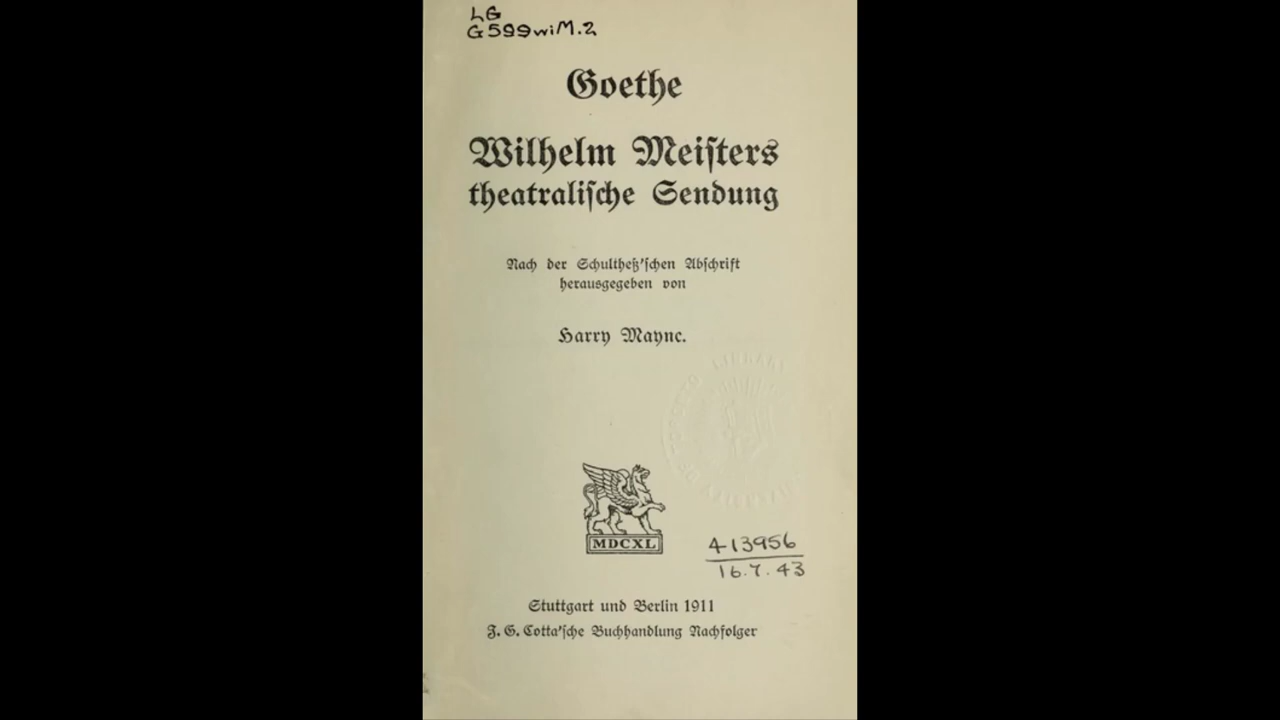 LG
G599wiM.2
Goethe
Wilhelm Meiſters
theatraliſche Sendung
Nach der Schultheß'ſchen Abſchrift
herausgegeben von
Harry Maync.
LIBRARY
MDCXL
413956
16.7.43
Stuttgart und Berlin 1911
J. G. Cotta'ſche Buchhandlung Nachfolger